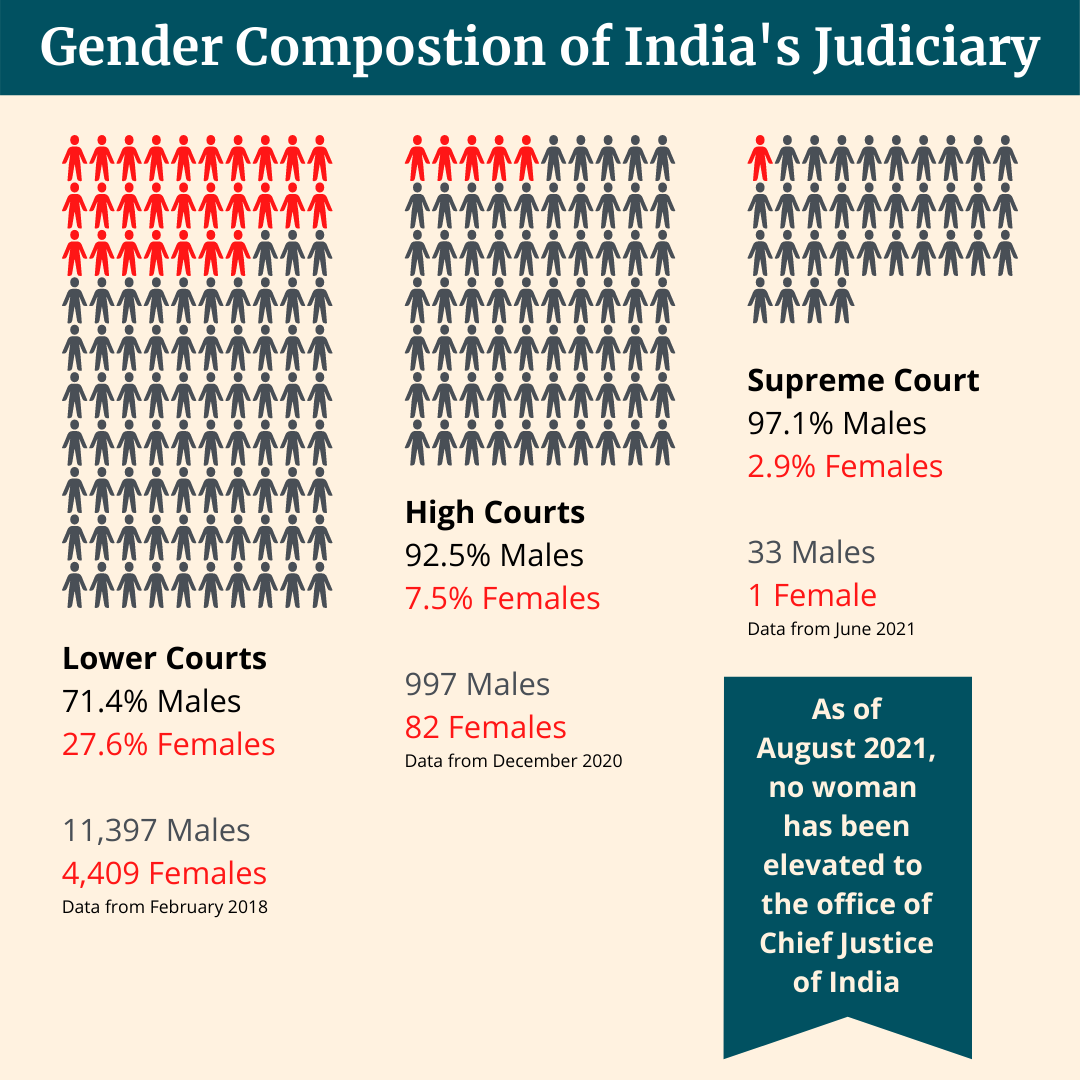 Gender Compostion of India's Judiciary
Lower Courts
71.4% Males
27.6% Females
11,397 Males
4,409 Females
Data from February 2018
High Courts
92.5% Males
7.5% Females
997 Males
82 Females
Data from December 2020
Supreme Court
97.1% Males
2.9% Females
33 Males
1 Female
Data from June 2021
As of
August 2021,
no woman
has been
elevated to
the office of
Chief Justice
of India